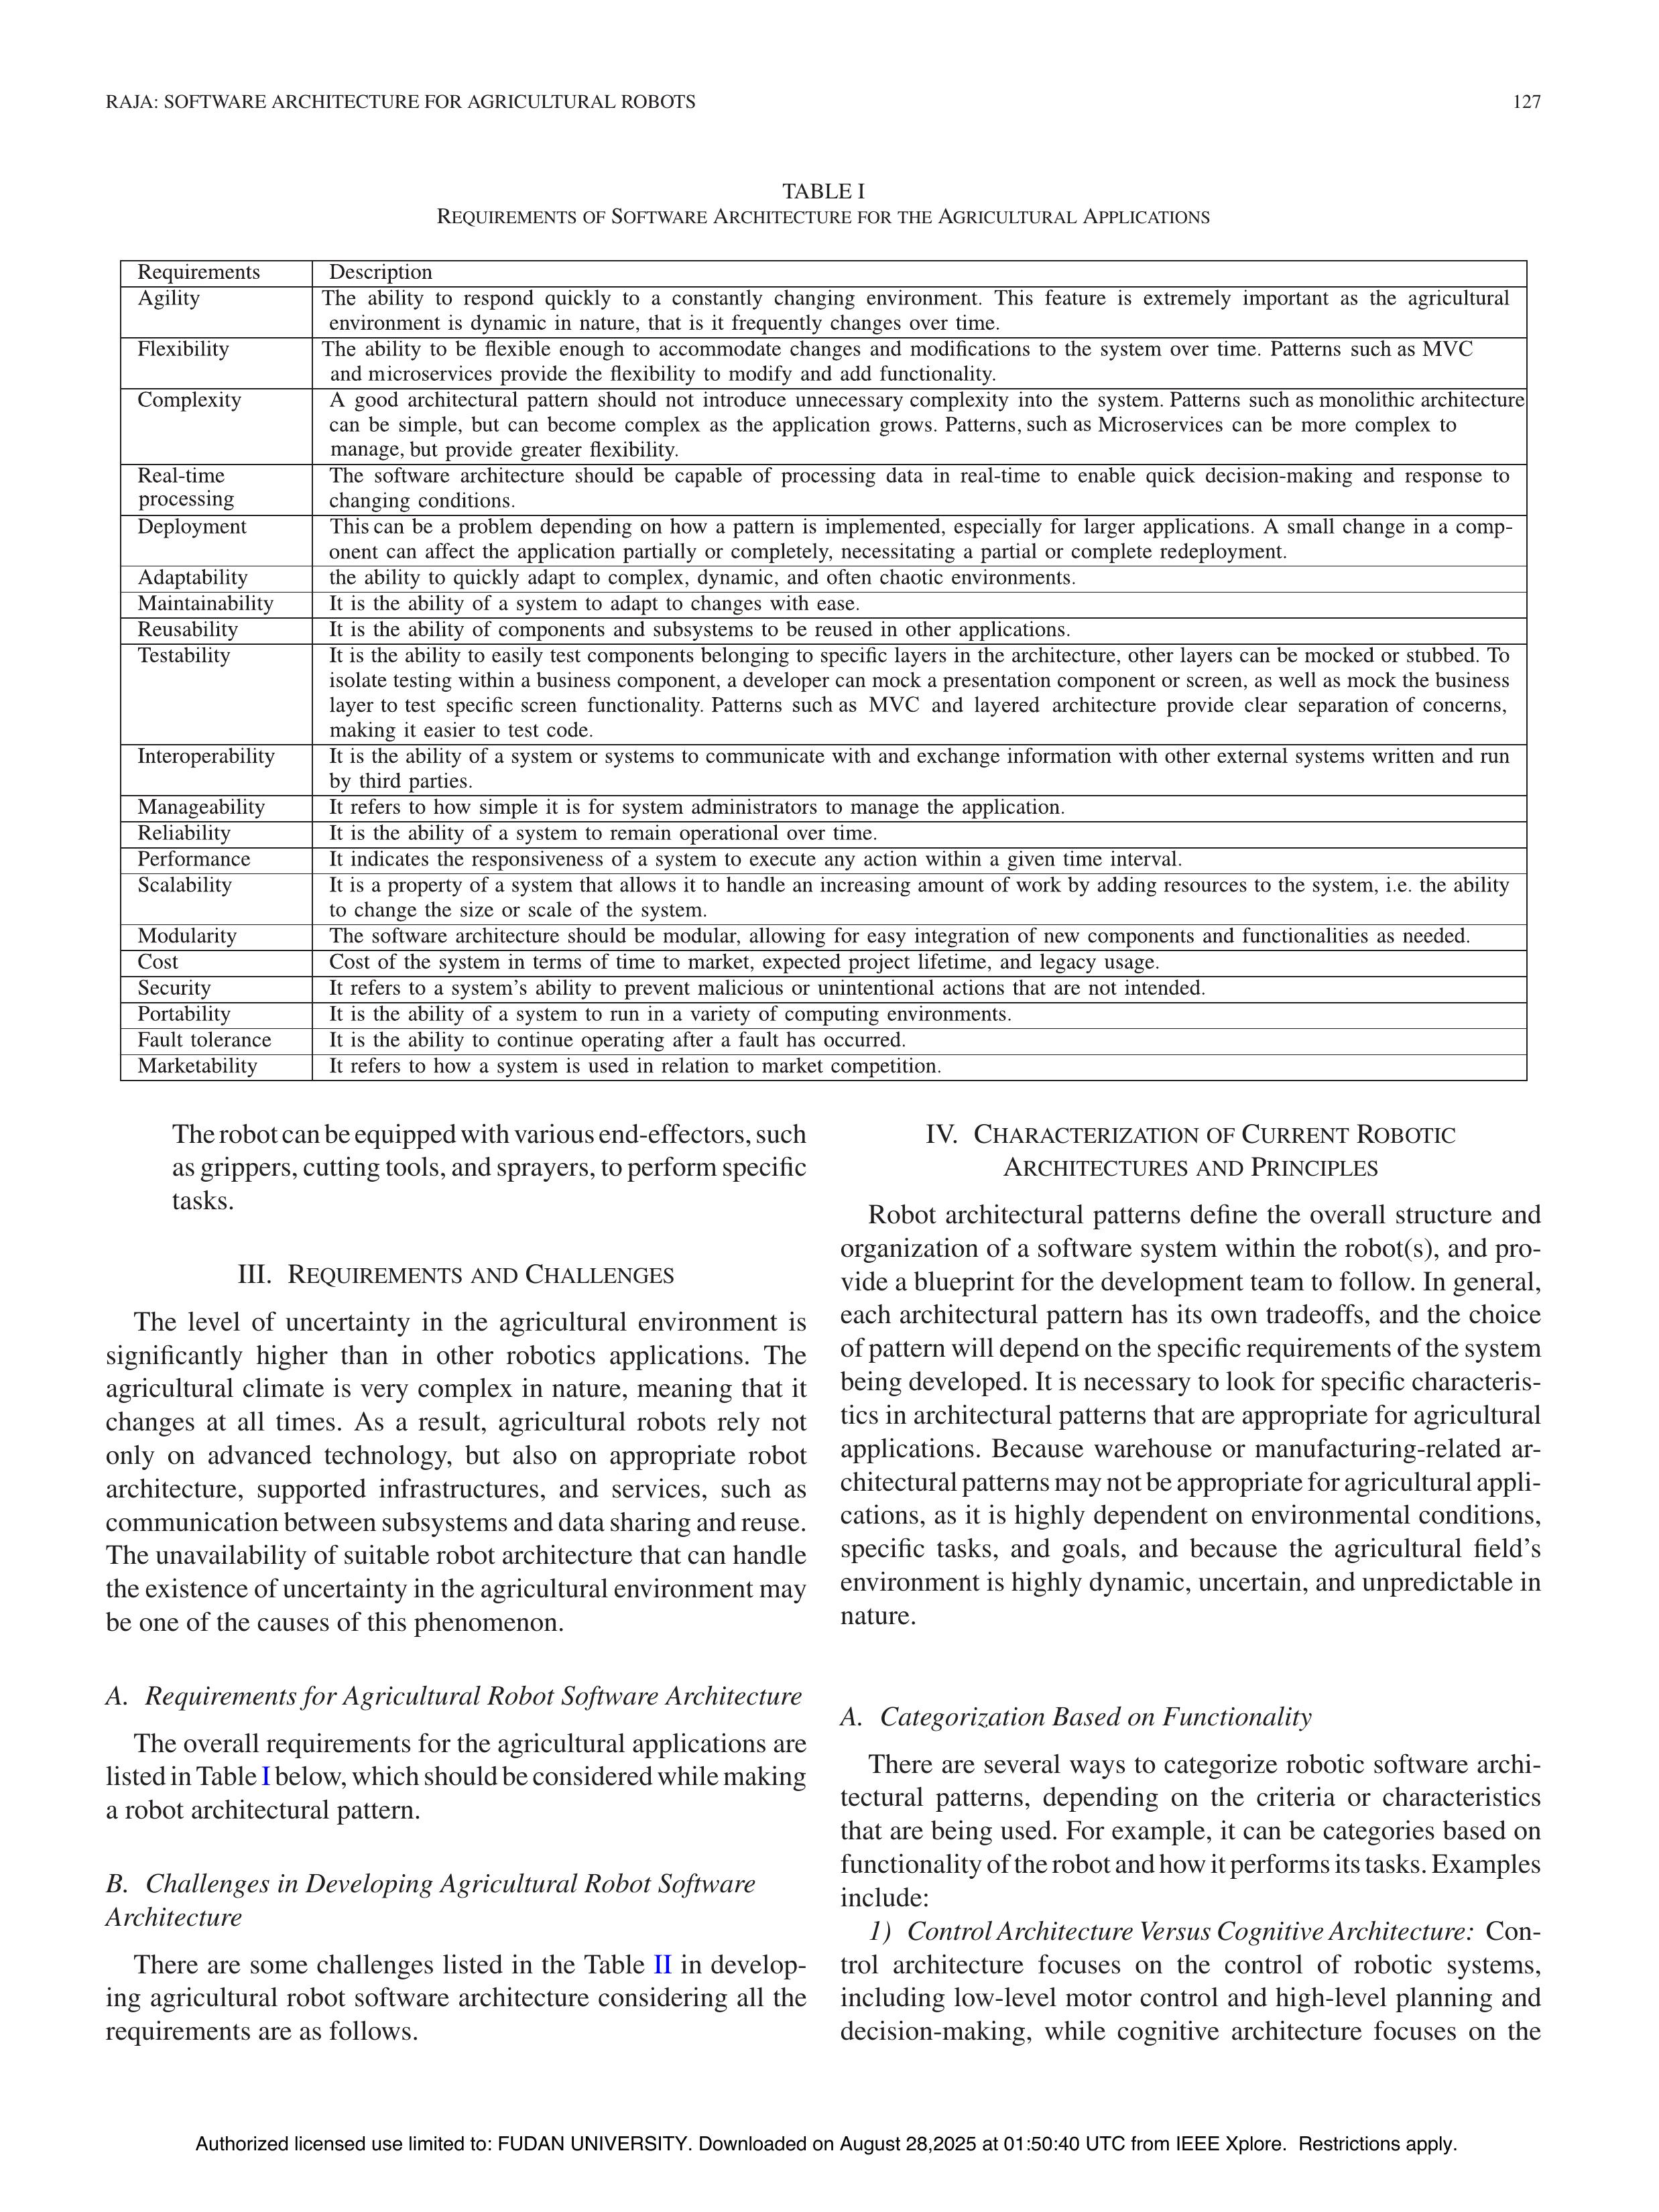 RAJA: SOFTWARE ARCHITECTURE FOR AGRICULTURAL ROBOTS 127
TABLE I
REQUIREMENTS OF SOFTWARE ARCHITECTURE FOR THE AGRICULTURAL APPLICATIONS
Requirements Description
Agility The ability to respond quickly to a constantly changing environment. This feature is extremely important as the agricultural
environment is dynamic in nature, that is it frequently changes over time.
Flexibility The ability to be flexible enough to accommodate changes and modifications to the system over time. Patterns such as MVC
and microservices provide the flexibility to modify and add functionality.
Complexity A good architectural pattern should not introduce unnecessary complexity into the system. Patterns such as monolithic architecture
can be simple, but can become complex as the application grows. Patterns, such as Microservices can be more complex to
manage, but provide greater flexibility.
Real-time The software architecture should be capable of processing data in real-time to enable quick decision-making and response to
processing changing conditions.
Deployment This can be a problem depending on how a pattern is implemented, especially for larger applications. A small change in a comp-
onent can affect the application partially or completely, necessitating a partial or complete redeployment.
Adaptability the ability to quickly adapt to complex, dynamic, and often chaotic environments.
Maintainability It is the ability of a system to adapt to changes with ease.
Reusability It is the ability of components and subsystems to be reused in other applications.
Testability It is the ability to easily test components belonging to specific layers in the architecture, other layers can be mocked or stubbed. To
isolate testing within a business component, a developer can mock a presentation component or screen, as well as mock the business
layer to test specific screen functionality. Patterns such as MVC and layered architecture provide clear separation of concerns,
making it easier to test code.
Interoperability It is the ability of a system or systems to communicate with and exchange information with other external systems written and run
by third parties.
Manageability It refers to how simple it is for system administrators to manage the application.
Reliability It is the ability of a system to remain operational over time.
Performance It indicates the responsiveness of a system to execute any action within a given time interval.
Scalability It is a property of a system that allows it to handle an increasing amount of work by adding resources to the system, i.e. the ability
to change the size or scale of the system.
Modularity The software architecture should be modular, allowing for easy integration of new components and functionalities as needed.
Cost Cost of the system in terms of time to market, expected project lifetime, and legacy usage.
Security It refers to a system's ability to prevent malicious or unintentional actions that are not intended.
Portability It is the ability of a system to run in a variety of computing environments.
Fault tolerance It is the ability to continue operating after a fault has occurred.
Marketability It refers to how a system is used in relation to market competition.
The robot can be equipped with various end-effectors, such
as grippers, cutting tools, and sprayers, to perform specific
tasks.
III. REQUIREMENTS AND CHALLENGES
The level of uncertainty in the agricultural environment is
significantly higher than in other robotics applications. The
agricultural climate is very complex in nature, meaning that it
changes at all times. As a result, agricultural robots rely not
only on advanced technology, but also on appropriate robot
architecture, supported infrastructures, and services, such as
communication between subsystems and data sharing and reuse.
The unavailability of suitable robot architecture that can handle
the existence of uncertainty in the agricultural environment may
be one of the causes of this phenomenon.
A. Requirements for Agricultural Robot Software Architecture
The overall requirements for the agricultural applications are
listed in Table I below, which should be considered while making
a robot architectural pattern.
B. Challenges in Developing Agricultural Robot Software
Architecture
There are some challenges listed in the Table II in develop-
ing agricultural robot software architecture considering all the
requirements are as follows.
IV. CHARACTERIZATION OF CURRENT ROBOTIC
ARCHITECTURES AND PRINCIPLES
Robot architectural patterns define the overall structure and
organization of a software system within the robot(s), and pro-
vide a blueprint for the development team to follow. In general,
each architectural pattern has its own tradeoffs, and the choice
of pattern will depend on the specific requirements of the system
being developed. It is necessary to look for specific characteris-
tics in architectural patterns that are appropriate for agricultural
applications. Because warehouse or manufacturing-related ar-
chitectural patterns may not be appropriate for agricultural appli-
cations, as it is highly dependent on environmental conditions,
specific tasks, and goals, and because the agricultural field's
environment is highly dynamic, uncertain, and unpredictable in
nature.
A. Categorization Based on Functionality
There are several ways to categorize robotic software archi-
tectural patterns, depending on the criteria or characteristics
that are being used. For example, it can be categories based on
functionality of the robot and how it performs its tasks. Examples
include:
1) Control Architecture Versus Cognitive Architecture: Con-
trol architecture focuses on the control of robotic systems,
including low-level motor control and high-level planning and
decision-making, while cognitive architecture focuses on the
Authorized licensed use limited to: FUDAN UNIVERSITY. Downloaded on August 28,2025 at 01:50:40 UTC from IEEE Xplore. Restrictions apply.